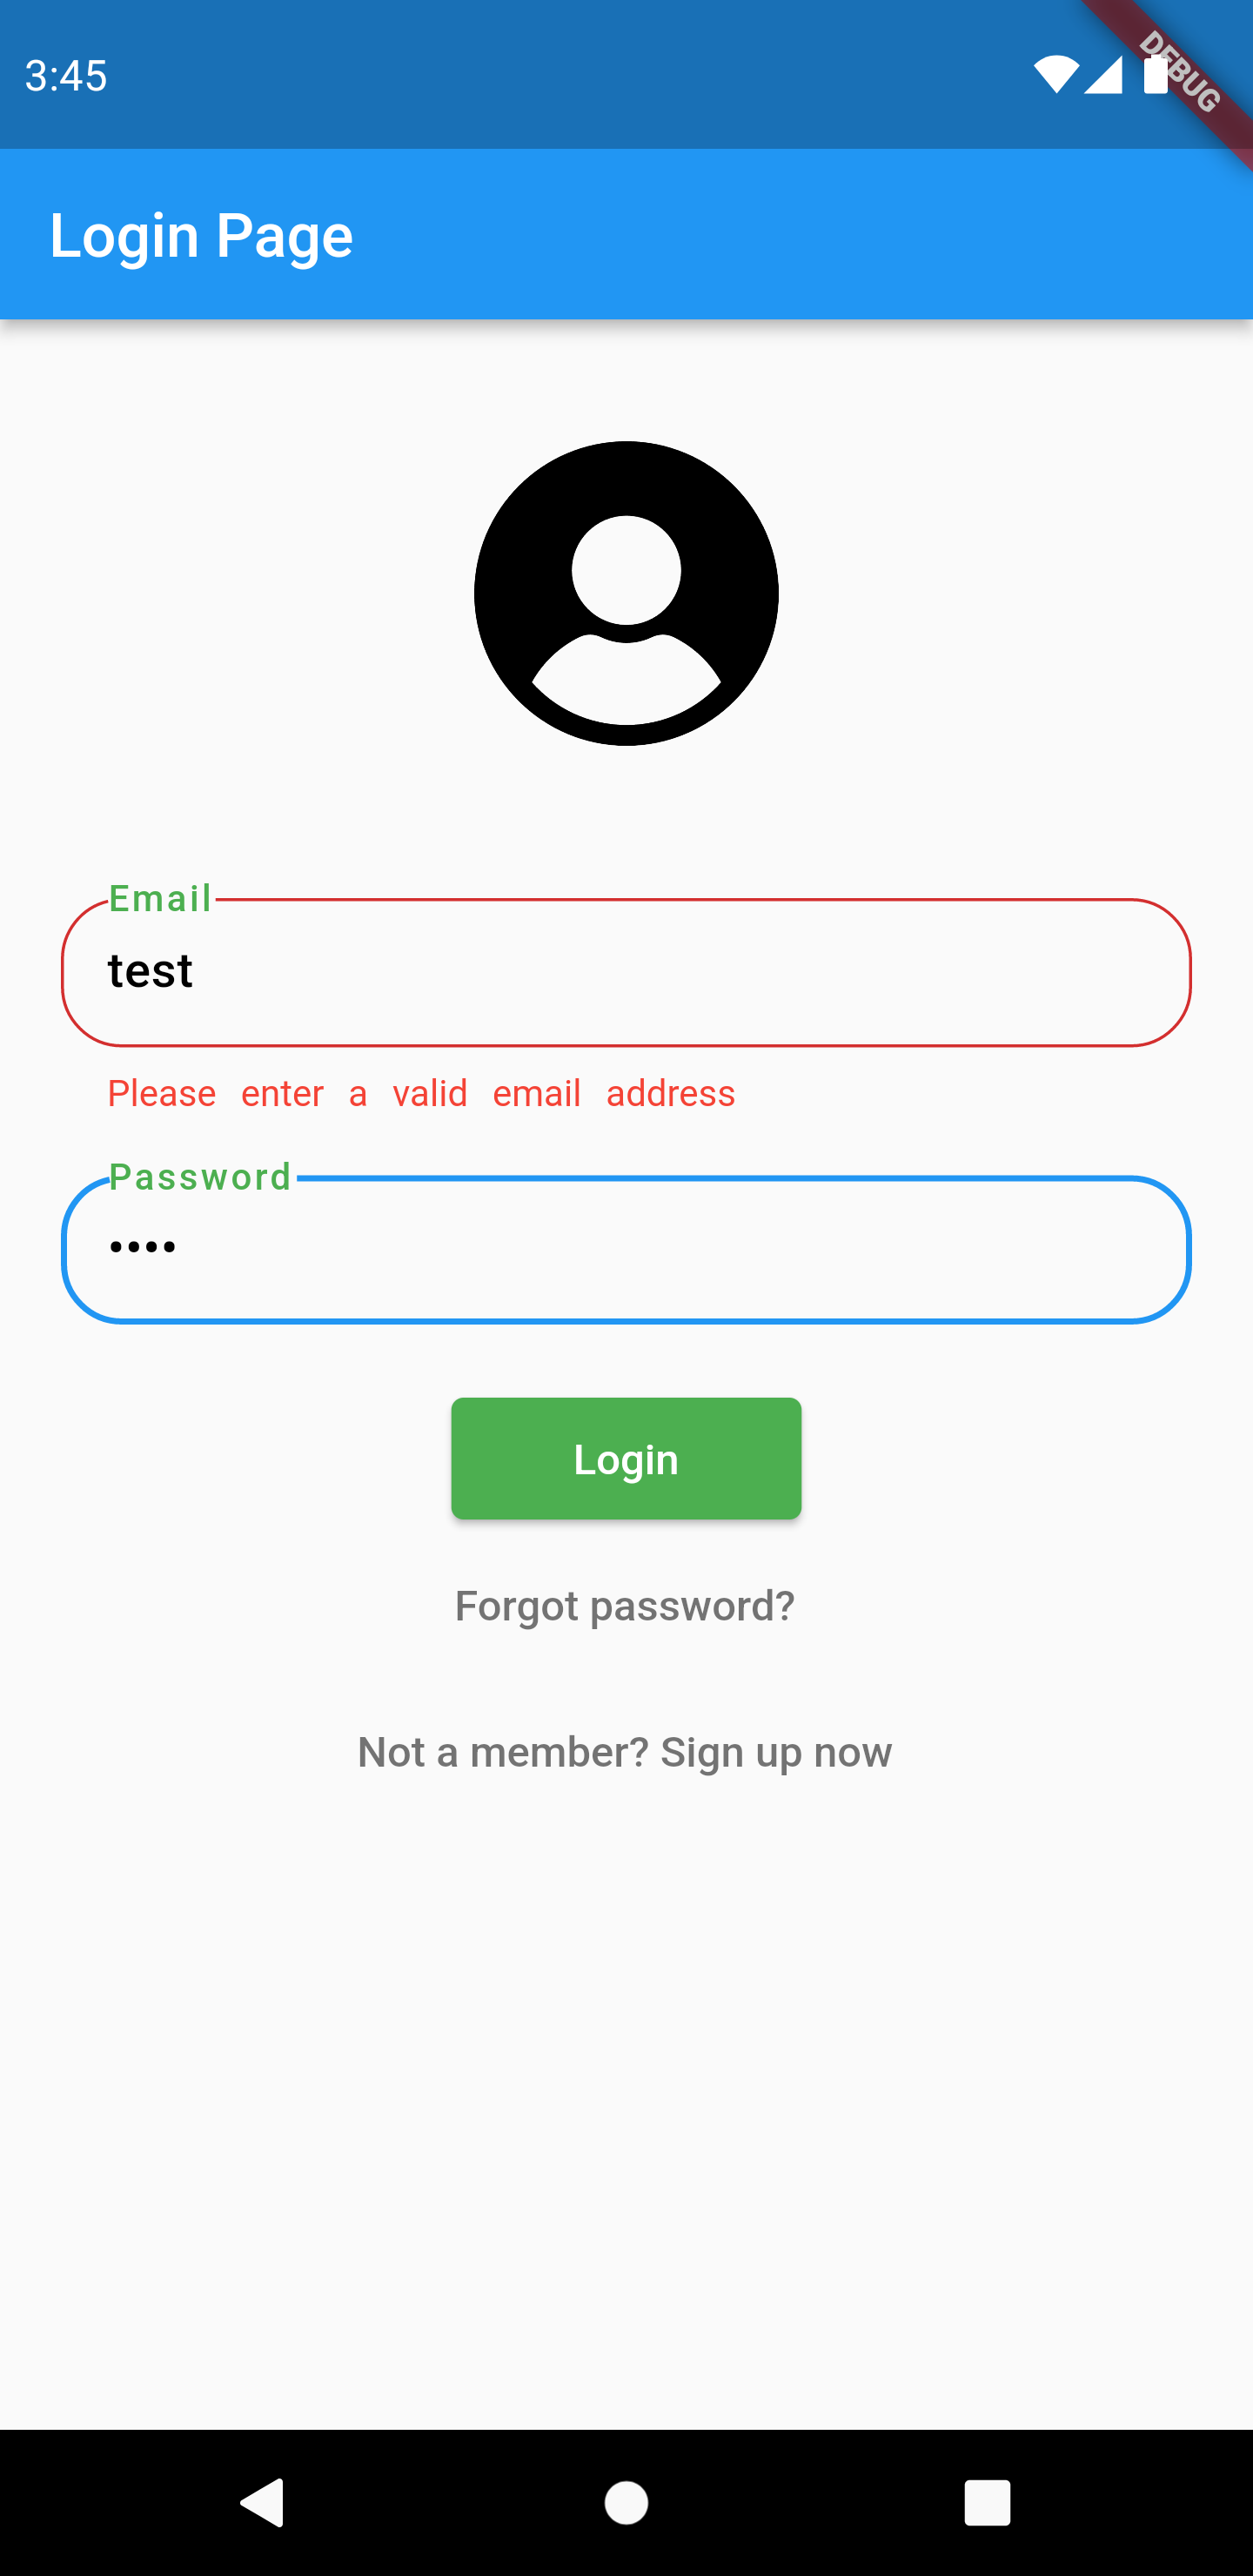 3:45
DEBUG
Login Page
Email
test
Please enter a valid email address
Password
••••
Login
Forgot password?
Not a member? Sign up now